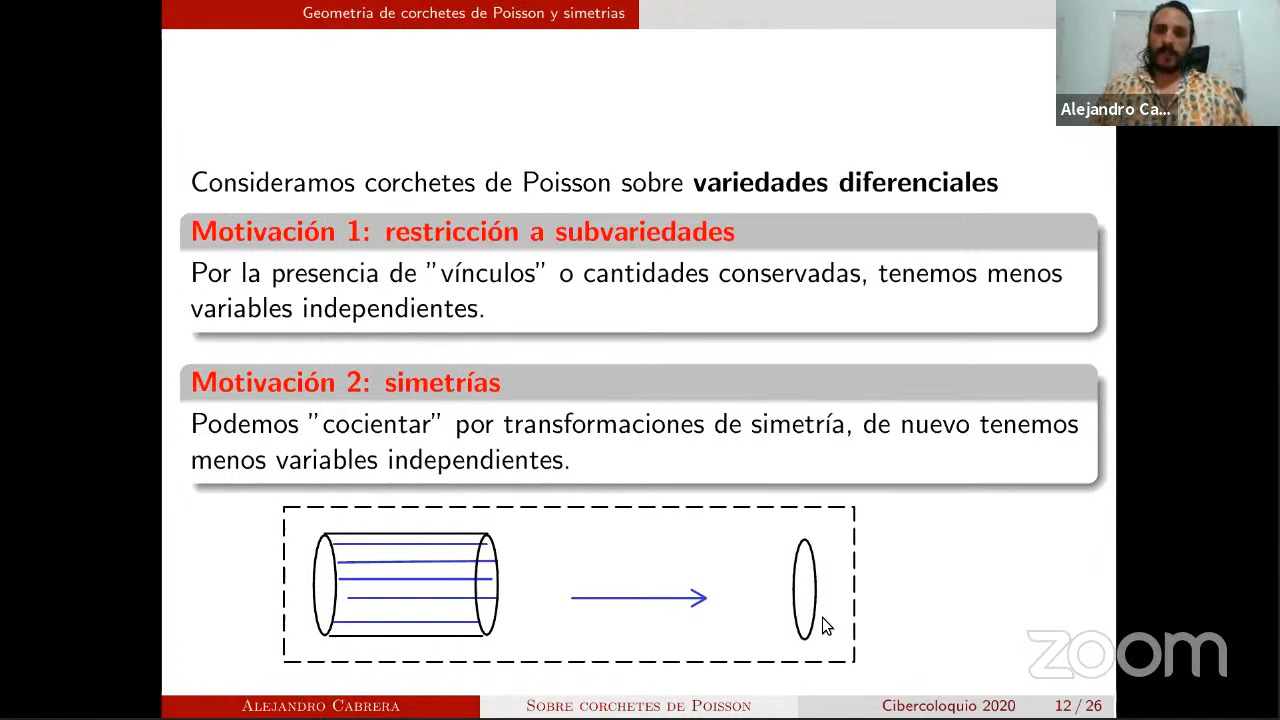 Geometria de corchetes de Poisson y simetrias
Alejandro Ca...
Consideramos corchetes de Poisson sobre variedades diferenciales
Motivación 1: restricción a subvariedades
Por la presencia de ”vínculos” o cantidades conservadas, tenemos menos
variables independientes.
Motivación 2: simetrías
Podemos ”cocientar” por transformaciones de simetría, de nuevo tenemos
menos variables independientes.
zoom
Alejandro Cabrera Sobre corchetes de Poisson Cibercoloquio 2020 12 / 26